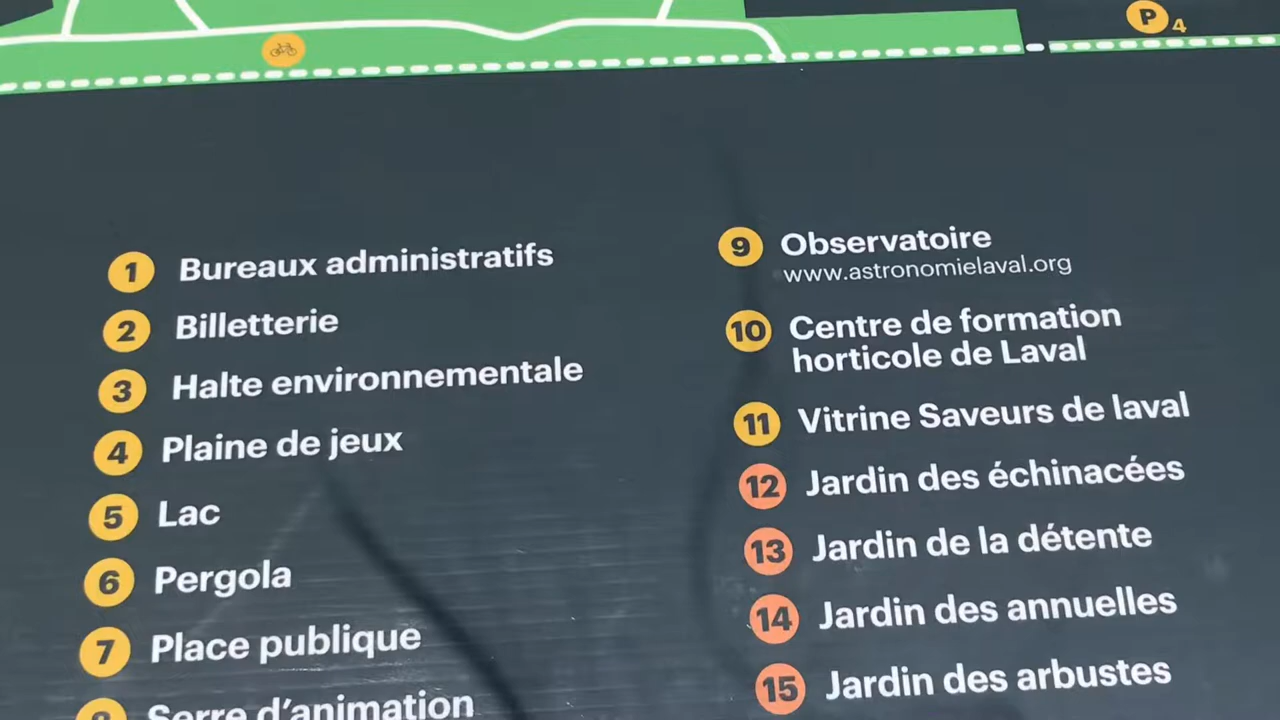 P 4
1 Bureaux administratifs
2 Billetterie
3 Halte environnementale
4 Plaine de jeux
5 Lac
6 Pergola
7 Place publique
8 Serre d'animation
9 Observatoire
www.astronomielaval.org
10 Centre de formation
horticole de Laval
11 Vitrine Saveurs de laval
12 Jardin des échinacées
13 Jardin de la détente
14 Jardin des annuelles
15 Jardin des arbustes